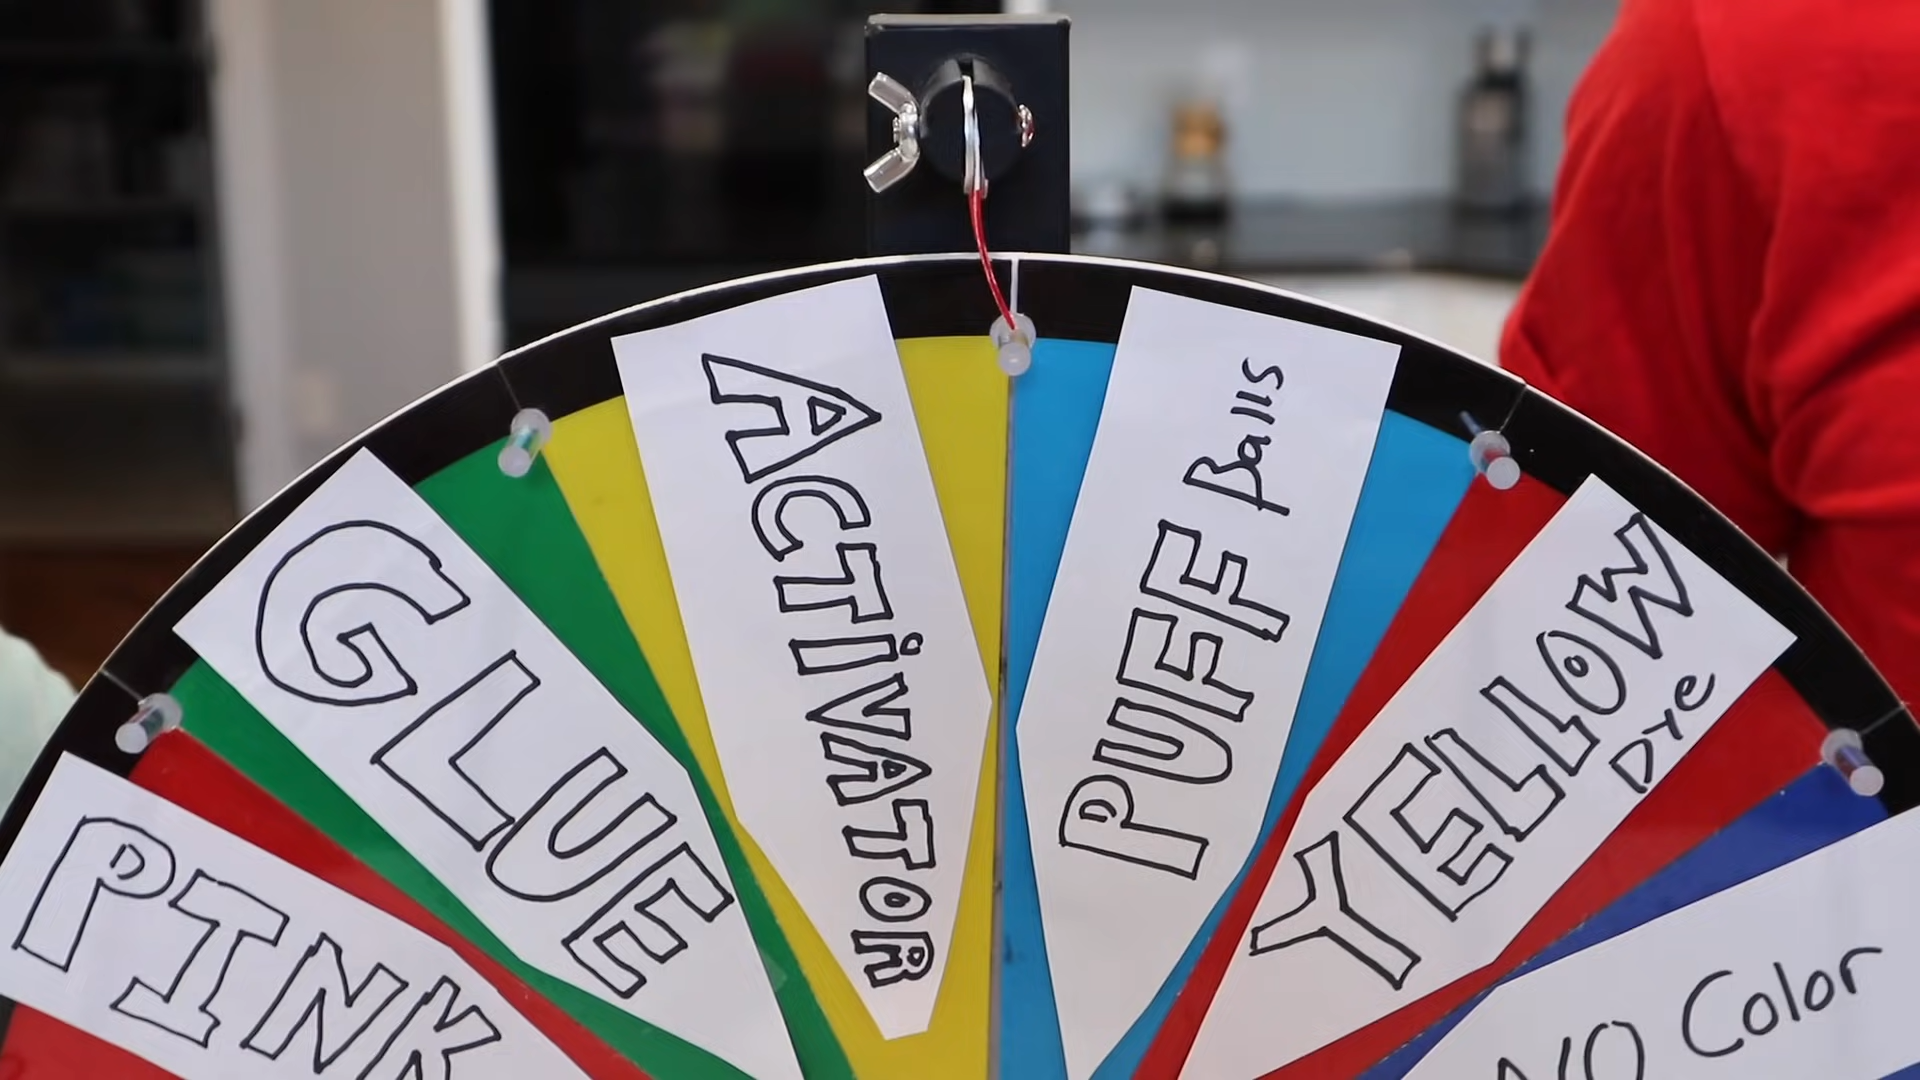 PINK
GLUE
ACTiVATOR
PUFF Balls
YELLOW
Dye
NO Color